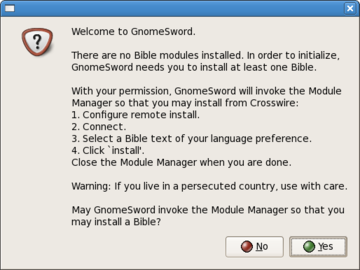 Welcome to GnomeSword.
There are no Bible modules installed. In order to initialize,
GnomeSword needs you to install at least one Bible.
With your permission, GnomeSword will invoke the Module
Manager so that you may install from Crosswire:
1. Configure remote install.
2. Connect.
3. Select a Bible text of your language preference.
4. Click `install'.
Close the Module Manager when you are done.
Warning: If you live in a persecuted country, use with care.
May GnomeSword invoke the Module Manager so that you
may install a Bible?
No
Yes